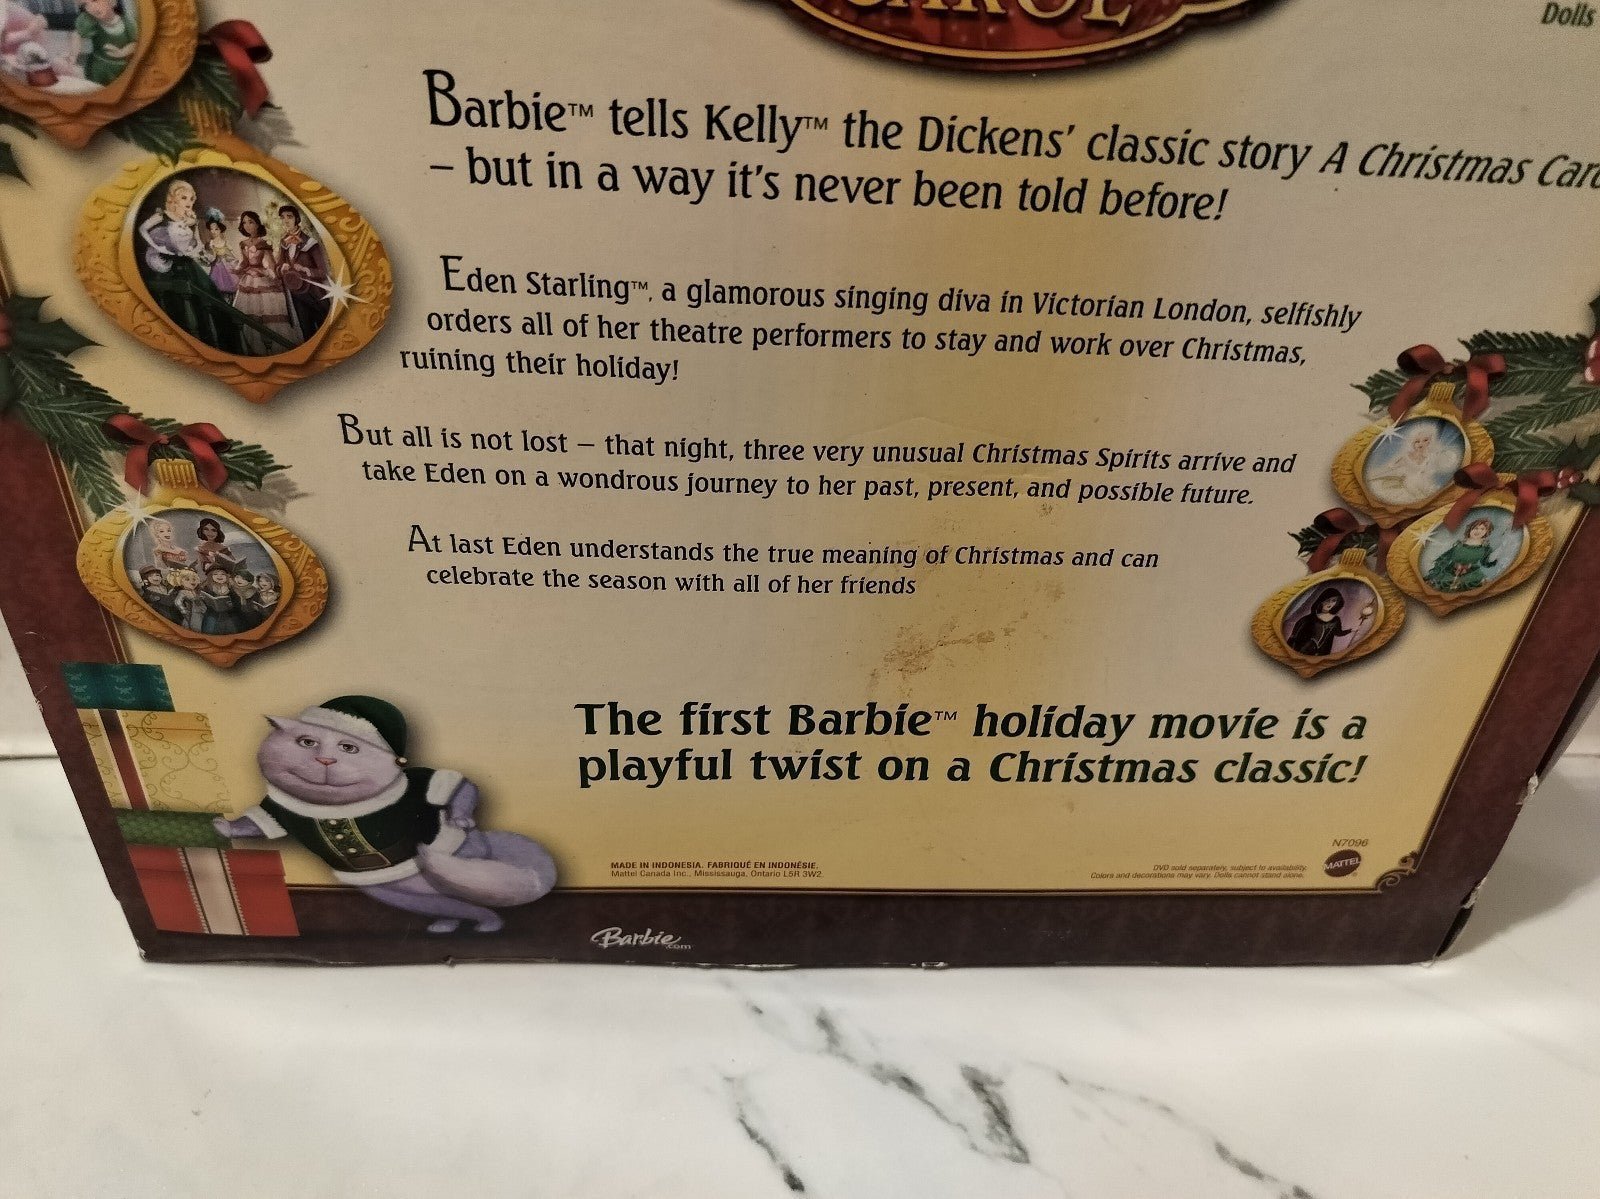 CAROL
Dolls
Barbie™ tells Kelly™ the Dickens' classic story A Christmas Caro
– but in a way it's never been told before!
Eden Starling™, a glamorous singing diva in Victorian London, selfishly
orders all of her theatre performers to stay and work over Christmas,
ruining their holiday!
But all is not lost – that night, three very unusual Christmas Spirits arrive and
take Eden on a wondrous journey to her past, present, and possible future.
At last Eden understands the true meaning of Christmas and can
celebrate the season with all of her friends
The first Barbie™ holiday movie is a
playful twist on a Christmas classic!
MADE IN INDONESIA. FABRIQUÉ EN INDONÉSIE.
Mattel Canada Inc., Mississauga, Ontario L5R 3W2.
N7096
DVD sold separately, subject to availability.
Colors and decorations may vary. Dolls cannot stand alone.
MATTEL
Barbie.com